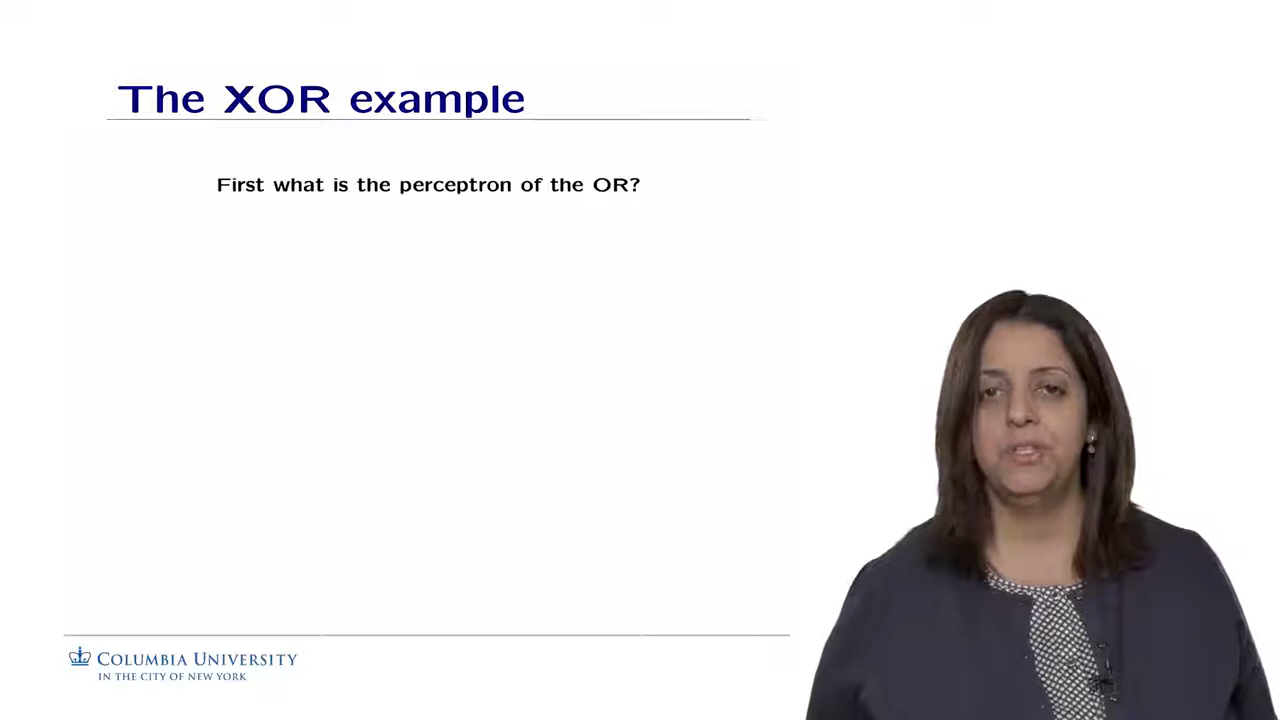 The XOR example
First what is the perceptron of the OR?
COLUMBIA UNIVERSITY
IN THE CITY OF NEW YORK